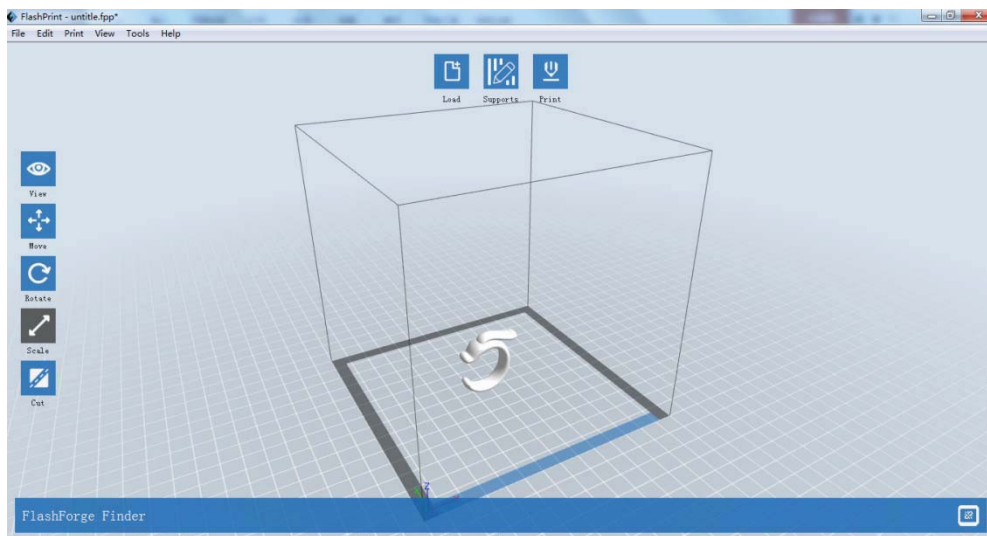 FlashPrint - untitle.fpp*
File Edit Print View Tools Help
Load Supports Print
View
Move
Rotate
Scale
Cut
Z
FlashForge Finder